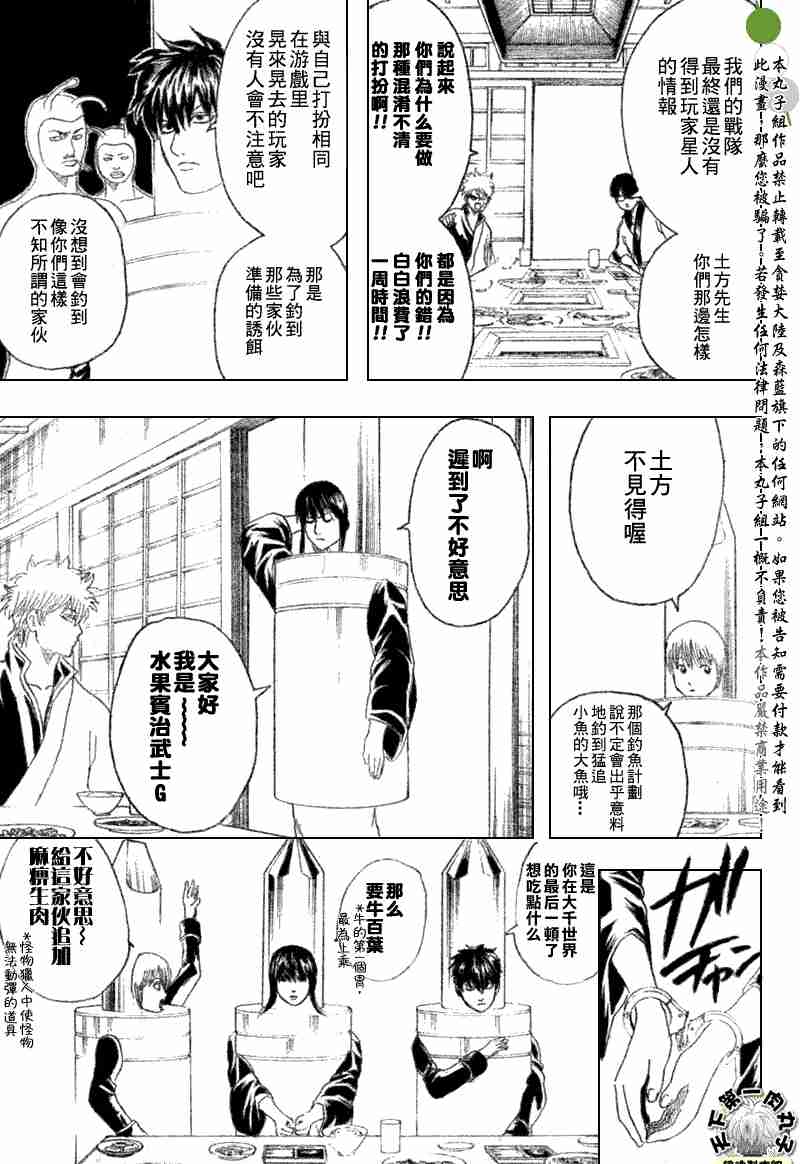 我們的戰隊
最終還是沒有
得到玩家星人
的情報
土方先生
你們那邊怎樣
說起來
你們為什么要做
那種混淆不清
的打扮啊!!
都是因為
你們的錯!!
白白浪費了
一周時間!!
與自己打扮相同
在游戲里
晃來晃去的玩家
沒有人會不注意吧
那是
為了釣到
那些家伙
準備的誘餌
沒想到會釣到
像你們這樣
不知所謂的家伙
土方
不見得喔
那個釣魚計劃
說不定會出乎意料
地釣到猛追
小魚的大魚哦…
啊
遲到了不好意思
大家好
我是~~~
水果賓治武士G
ガチャン
這是
你在大千世界
的最后一頓了
想吃點什么
那么
要牛百葉
*牛的第一個胃，
最為上乘
不好意思~
給這家伙追加
麻痹生肉
*怪物獵人中使怪物
無法動彈的道具
本丸子組作品禁止轉載至貪婪大陸及森藍旗下的任何網站。如果您被告知需要付款才能看到
此漫畫!那麼您被騙了。若發生任何法律問題!本丸子組一概不負責!本作品嚴禁商業用途
天下第一肉丸子